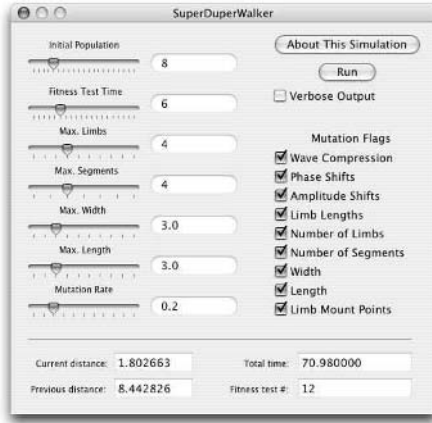 SuperDuperWalker
Initial Population
8
Fitness Test Time
6
Max. Limbs
4
Max. Segments
4
Max. Width
3.0
Max. Length
3.0
Mutation Rate
0.2
About This Simulation
Run
Verbose Output
Mutation Flags
Wave Compression
Phase Shifts
Amplitude Shifts
Limb Lengths
Number of Limbs
Number of Segments
Width
Length
Limb Mount Points
Current distance: 1.802663
Total time: 70.980000
Previous distance: 8.442826
Fitness test #: 12